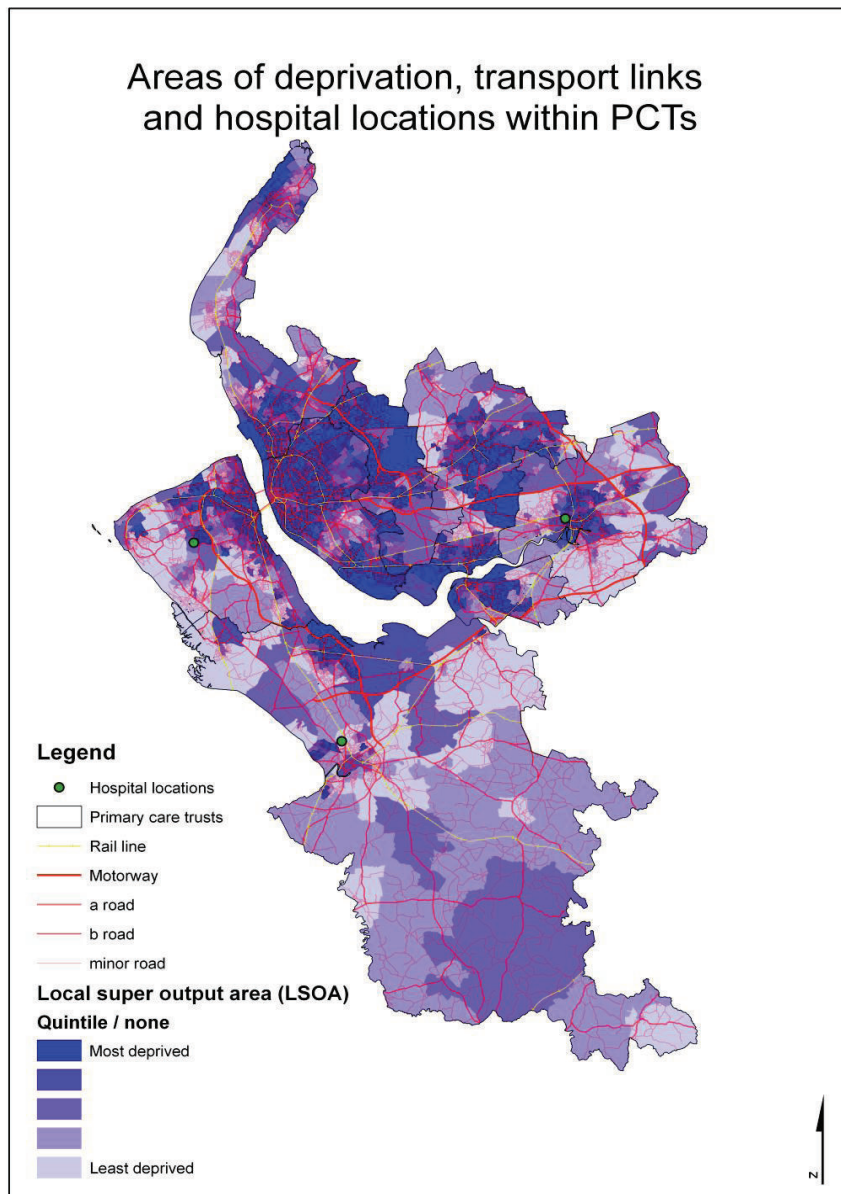 Areas of deprivation, transport links
and hospital locations within PCTs
Legend
Hospital locations
Primary care trusts
Rail line
Motorway
a road
b road
minor road
Local super output area (LSOA)
Quintile / none
Most deprived
Least deprived
N